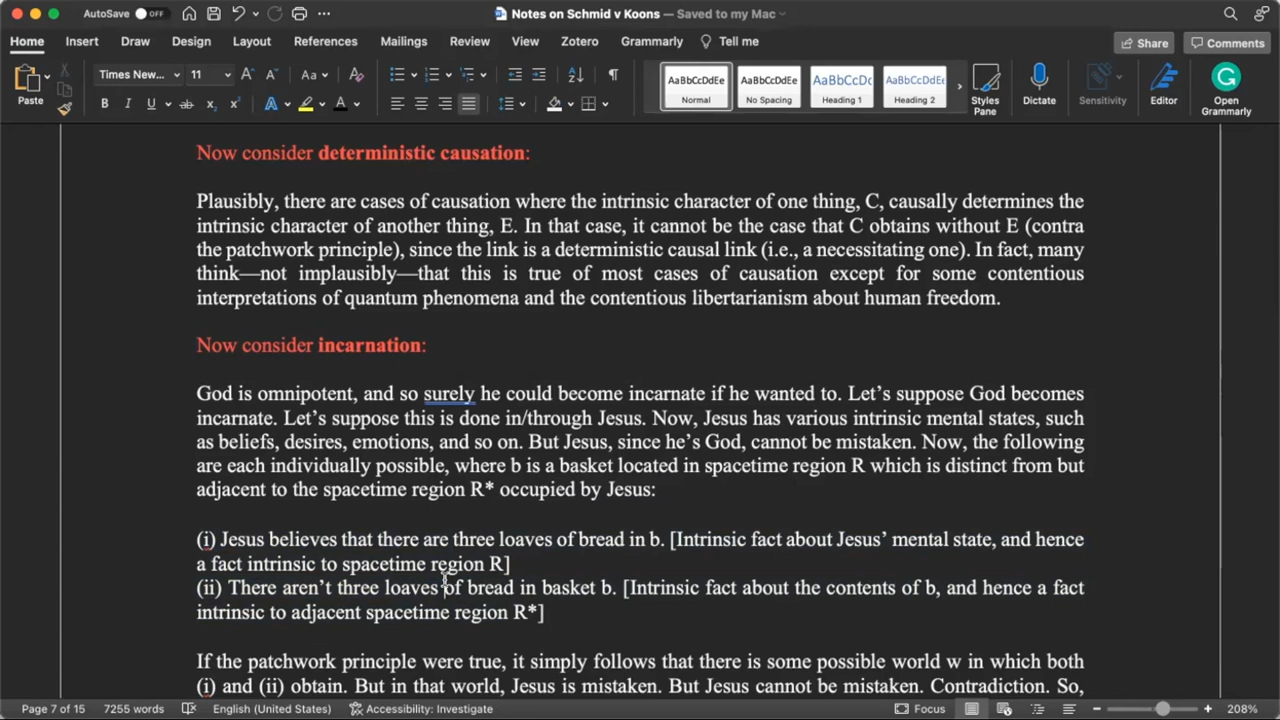 AutoSave OFF Notes on Schmid v Koons — Saved to my Mac
Home Insert Draw Design Layout References Mailings Review View Zotero Grammarly Tell me Share Comments
Paste Times New... 11 Aa
AaBbCcDdEe AaBbCcDdEe AaBbCcDc AaBbCcDdE
Normal No Spacing Heading 1 Heading 2
Styles Pane Dictate Sensitivity Editor Open Grammarly
Now consider deterministic causation:
Plausibly, there are cases of causation where the intrinsic character of one thing, C, causally determines the
intrinsic character of another thing, E. In that case, it cannot be the case that C obtains without E (contra
the patchwork principle), since the link is a deterministic causal link (i.e., a necessitating one). In fact, many
think—not implausibly—that this is true of most cases of causation except for some contentious
interpretations of quantum phenomena and the contentious libertarianism about human freedom.
Now consider incarnation:
God is omnipotent, and so surely he could become incarnate if he wanted to. Let’s suppose God becomes
incarnate. Let’s suppose this is done in/through Jesus. Now, Jesus has various intrinsic mental states, such
as beliefs, desires, emotions, and so on. But Jesus, since he’s God, cannot be mistaken. Now, the following
are each individually possible, where b is a basket located in spacetime region R which is distinct from but
adjacent to the spacetime region R* occupied by Jesus:
(i) Jesus believes that there are three loaves of bread in b. [Intrinsic fact about Jesus’ mental state, and hence
a fact intrinsic to spacetime region R]
(ii) There aren’t three loaves of bread in basket b. [Intrinsic fact about the contents of b, and hence a fact
intrinsic to adjacent spacetime region R*]
If the patchwork principle were true, it simply follows that there is some possible world w in which both
(i) and (ii) obtain. But in that world, Jesus is mistaken. But Jesus cannot be mistaken. Contradiction. So,
Page 7 of 15 7255 words English (United States) Accessibility: Investigate Focus 208%